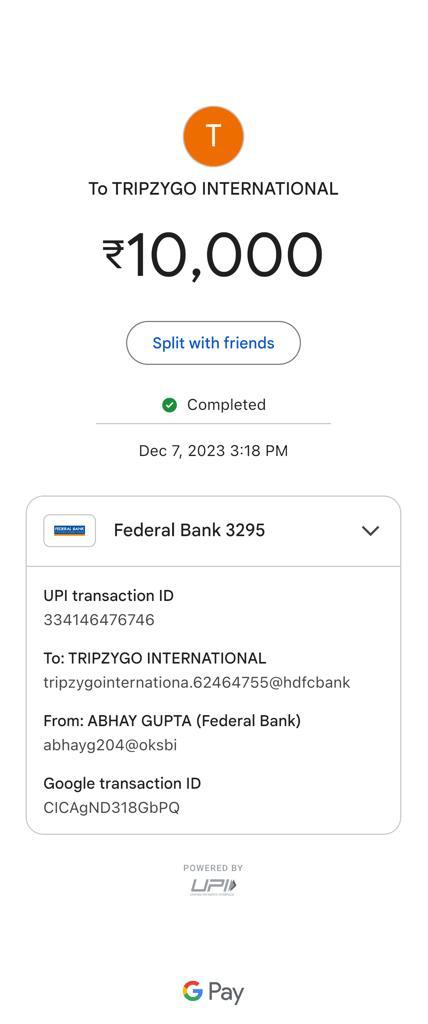 T
To TRIPZYGO INTERNATIONAL
₹10,000
Split with friends
Completed
Dec 7, 2023 3:18 PM
FEDERAL BANK
Federal Bank 3295
UPI transaction ID
334146476746
To: TRIPZYGO INTERNATIONAL
tripzygointernationa.62464755@hdfcbank
From: ABHAY GUPTA (Federal Bank)
abhayg204@oksbi
Google transaction ID
CICAgND318GbPQ
POWERED BY
UPI
G Pay